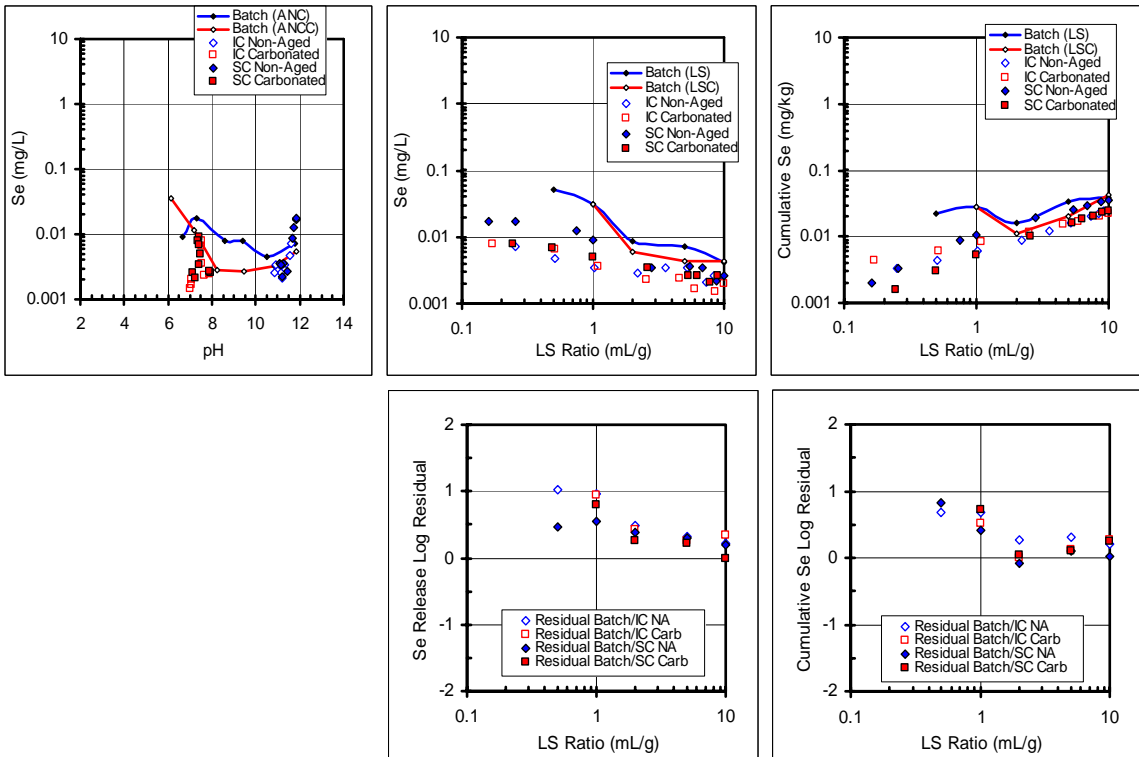 Batch (ANC)
Batch (ANCC)
IC Non-Aged
IC Carbonated
SC Non-Aged
SC Carbonated
Se (mg/L)
10
1
0.1
0.01
0.001
2 4 6 8 10 12 14
pH
Batch (LS)
Batch (LSC)
IC Non-Aged
IC Carbonated
SC Non-Aged
SC Carbonated
Se (mg/L)
10
1
0.1
0.01
0.001
0.1 1 10
LS Ratio (mL/g)
Batch (LS)
Batch (LSC)
IC Non-Aged
IC Carbonated
SC Non-Aged
SC Carbonated
Cumulative Se (mg/kg)
10
1
0.1
0.01
0.001
0.1 1 10
LS Ratio (mL/g)
Se Release Log Residual
2
1
0
-1
-2
Residual Batch/IC NA
Residual Batch/IC Carb
Residual Batch/SC NA
Residual Batch/SC Carb
0.1 1 10
LS Ratio (mL/g)
Cumulative Se Log Residual
2
1
0
-1
-2
Residual Batch/IC NA
Residual Batch/IC Carb
Residual Batch/SC NA
Residual Batch/SC Carb
0.1 1 10
LS Ratio (mL/g)